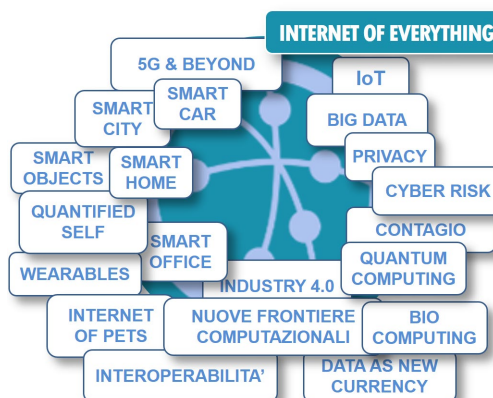 INTERNET OF EVERYTHING
5G & BEYOND
IoT
SMART
CAR
SMART
CITY
BIG DATA
PRIVACY
SMART
OBJECTS
SMART
HOME
CYBER RISK
QUANTIFIED
SELF
CONTAGIO
SMART
OFFICE
QUANTUM
COMPUTING
WEARABLES
INDUSTRY 4.0
INTERNET
OF PETS
NUOVE FRONTIERE
COMPUTAZIONALI
BIO
COMPUTING
INTEROPERABILITA'
DATA AS NEW
CURRENCY